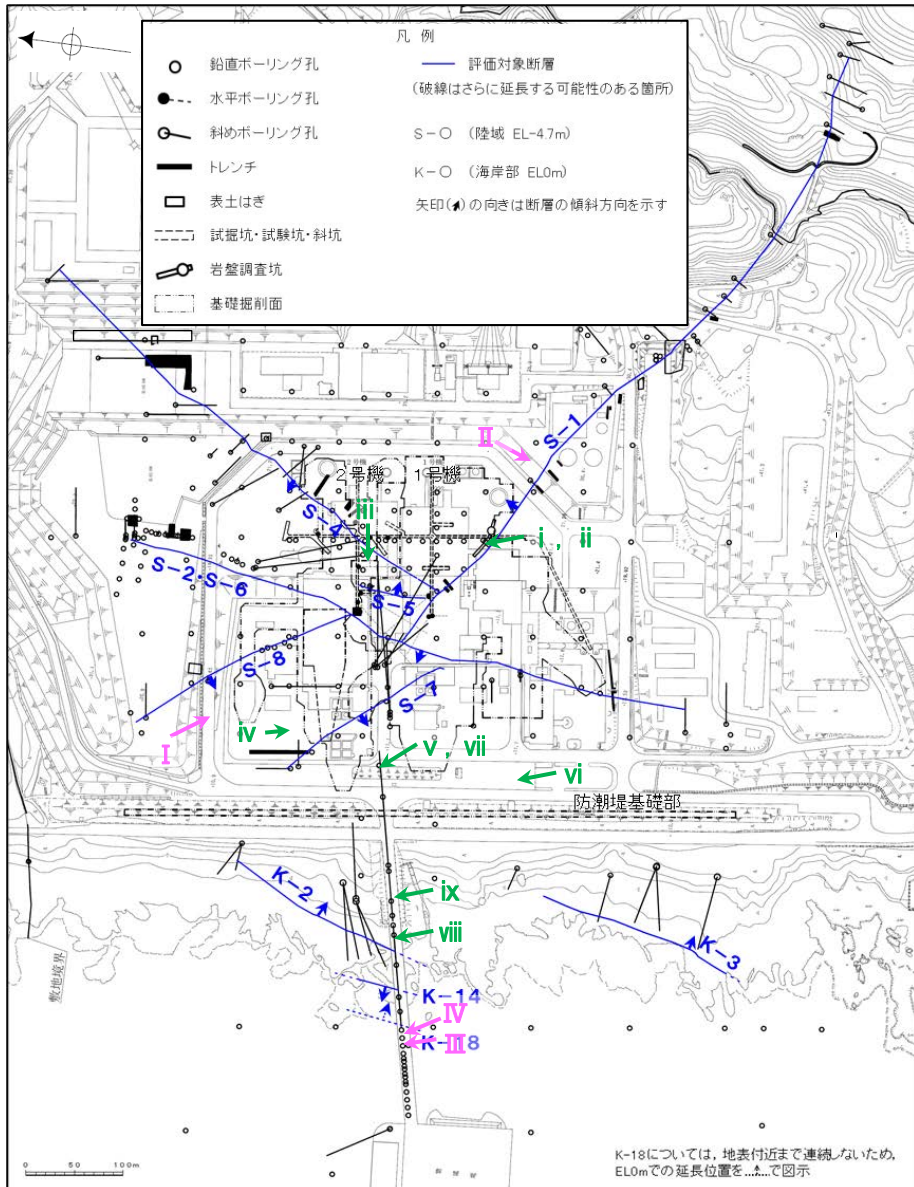 凡 例
鉛直ボーリング孔
水平ボーリング孔
斜めボーリング孔
トレンチ
表土はぎ
試掘坑・試験坑・斜坑
岩盤調査坑
基礎掘削面
評価対象断層
(破線はさらに延長する可能性のある箇所)
S-○ (陸域 EL-4.7m)
K-○ (海岸部 EL0m)
矢印( )の向きは断層の傾斜方向を示す
S-1
Ⅱ
2号機
1号機
1号機
iii
S-4
i , ii
S-2・S-6
S-5
S-8
S-7
Ⅰ
iv
v , vii
vi
防潮堤基礎部
K-2
ix
viii
K-3
敷地境界
K-14
Ⅳ
K-18
Ⅲ
K-18については,地表付近まで連続しないため,
EL0mでの延長位置を で図示
0 50 100m